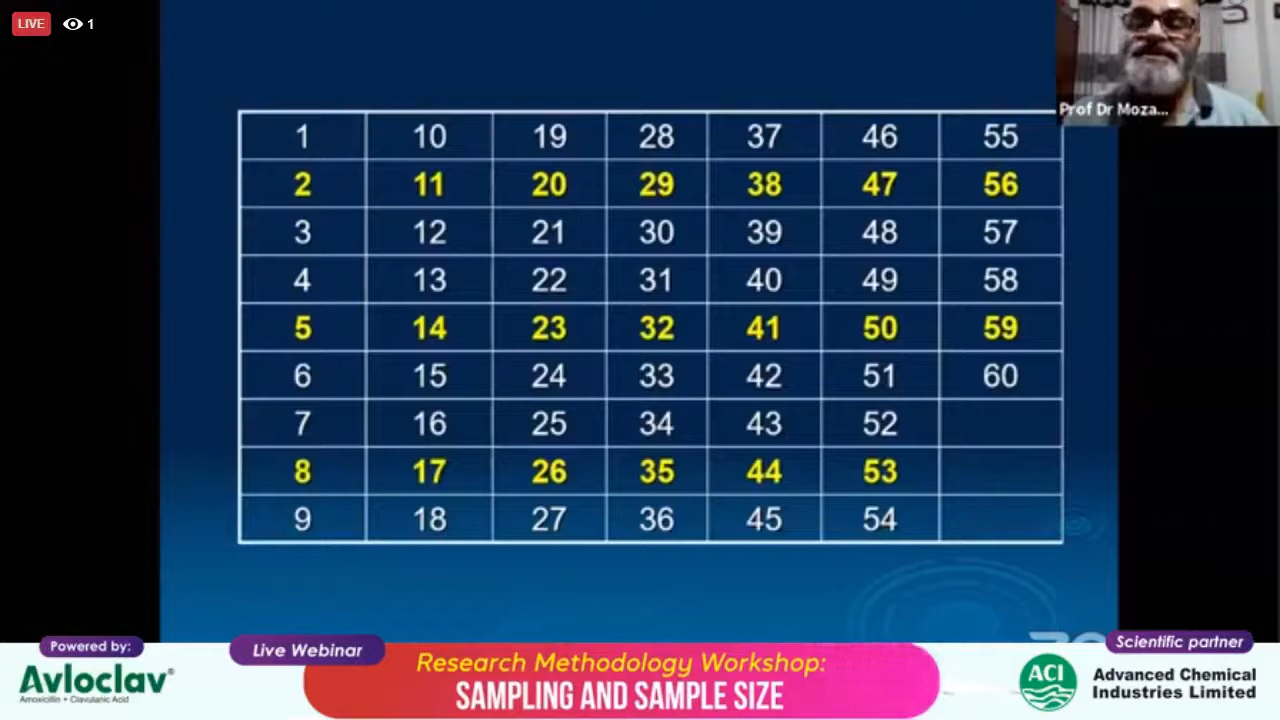 LIVE 1
Prof Dr Moza...
1 10 19 28 37 46 55
2 11 20 29 38 47 56
3 12 21 30 39 48 57
4 13 22 31 40 49 58
5 14 23 32 41 50 59
6 15 24 33 42 51 60
7 16 25 34 43 52
8 17 26 35 44 53
9 18 27 36 45 54
Powered by:
Avloclav®
Amoxicillin • Clavulanic Acid
Live Webinar
Research Methodology Workshop:
SAMPLING AND SAMPLE SIZE
Scientific partner
ACI
Advanced Chemical
Industries Limited